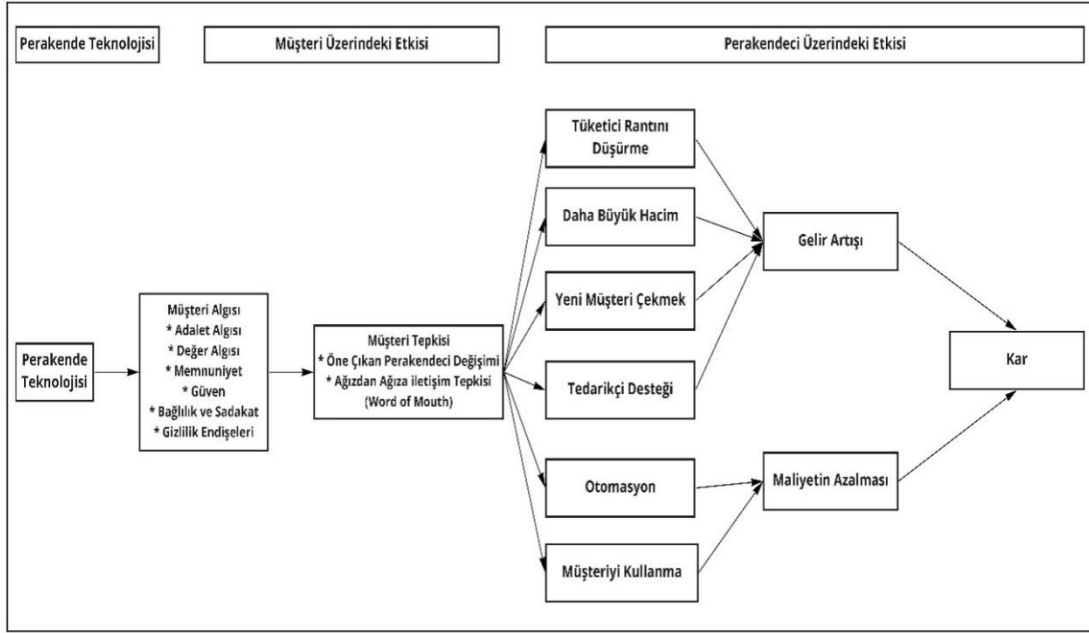 Perakende Teknolojisi
Müşteri Üzerindeki Etkisi
Perakendeci Üzerindeki Etkisi
Perakende
Teknolojisi
Müşteri Algısı
* Adalet Algısı
* Değer Algısı
* Memnuniyet
* Güven
* Bağlılık ve Sadakat
* Gizlilik Endişeleri
Müşteri Tepkisi
* Öne Çıkan Perakendeci Değişimi
* Ağızdan Ağıza iletişim Tepkisi
(Word of Mouth)
Tüketici Rantını
Düşürme
Daha Büyük Hacim
Yeni Müşteri Çekmek
Tedarikçi Desteği
Otomasyon
Müşteriyi Kullanma
Gelir Artışı
Maliyetin Azalması
Kar